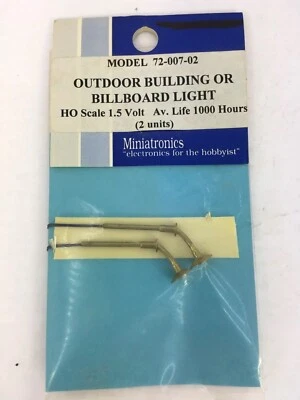 MODEL 72-007-02
OUTDOOR BUILDING OR
BILLBOARD LIGHT
HO Scale 1.5 Volt Av. Life 1000 Hours
(2 units)
Miniatronics
"electronics for the hobbyist"